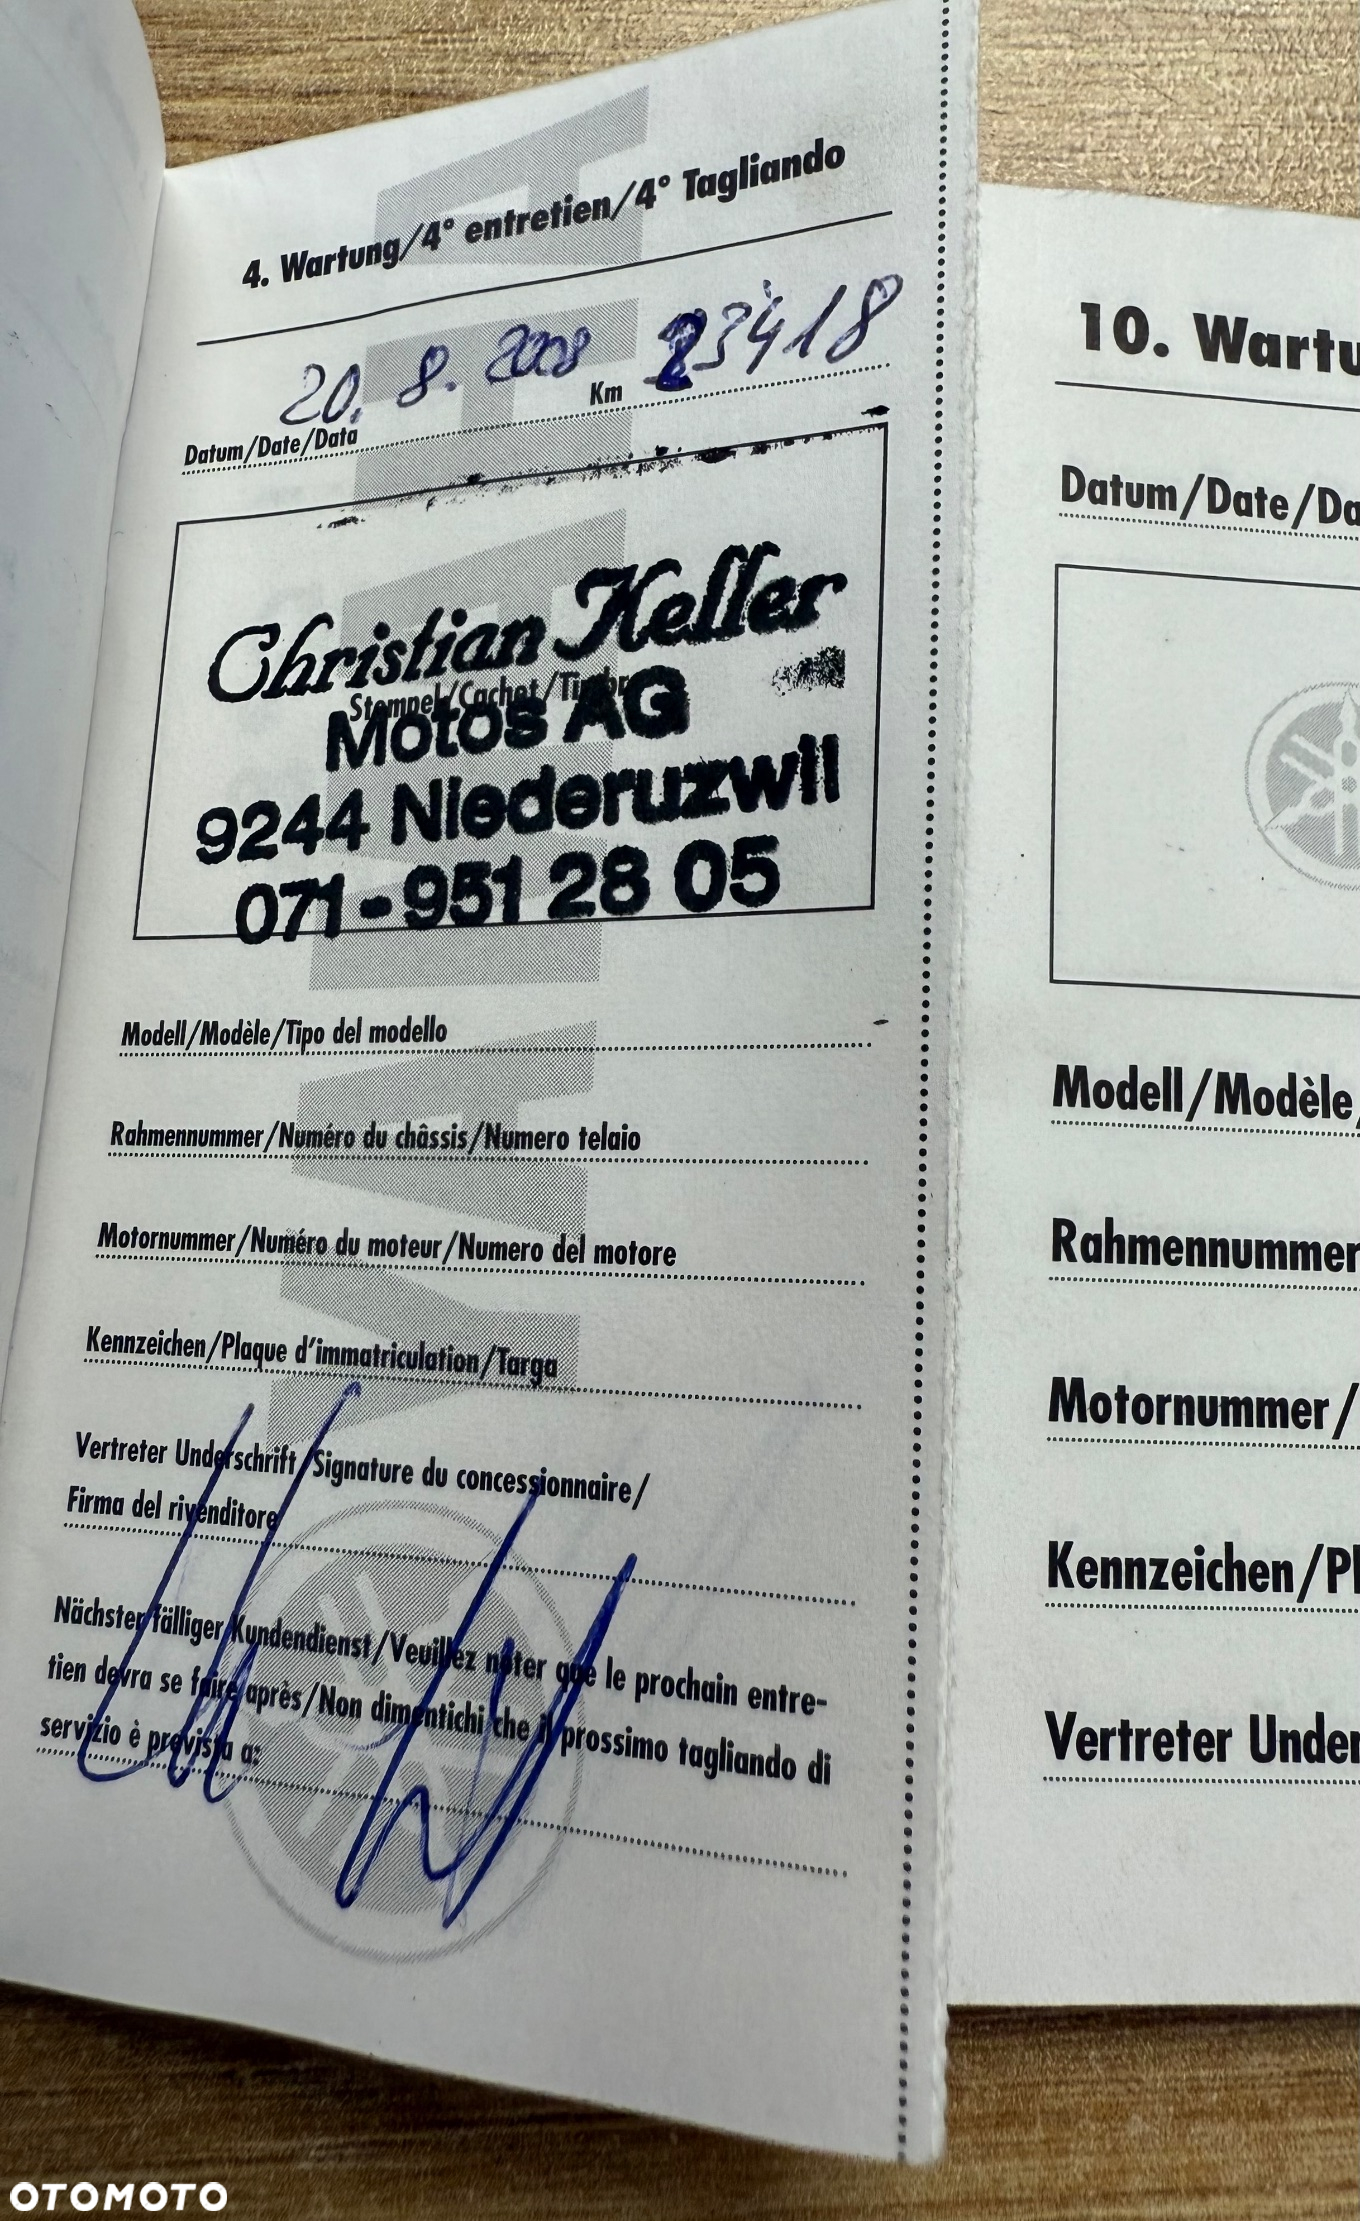 4. Wartung/4° entretien/4° Tagliando
20. 8. 2008 23418
Datum/Date/Data Km
Christian Keller
Stempel/Cachet/Timbr
Motos AG
9244 Niederuzwil
071-951 28 05
Modell/Modèle/Tipo del modello
Rahmennummer/Numéro du châssis/Numero telaio
Motornummer/Numéro du moteur/Numero del motore
Kennzeichen/Plaque d'immatriculation/Targa
Vertreter Underschrift/Signature du concessionnaire/
Firma del rivenditore
Nächster fälliger Kundendienst/Veuillez noter que le prochain entre-
tien devra se faire après/Non dimentichi che il prossimo tagliando di
servizio è prevista a:
YAMAHA
10. Wartu
Datum/Date/Da
Modell/Modèle/
Rahmennummer
Motornummer/
Kennzeichen/Pl
Vertreter Under
OTOMOTO